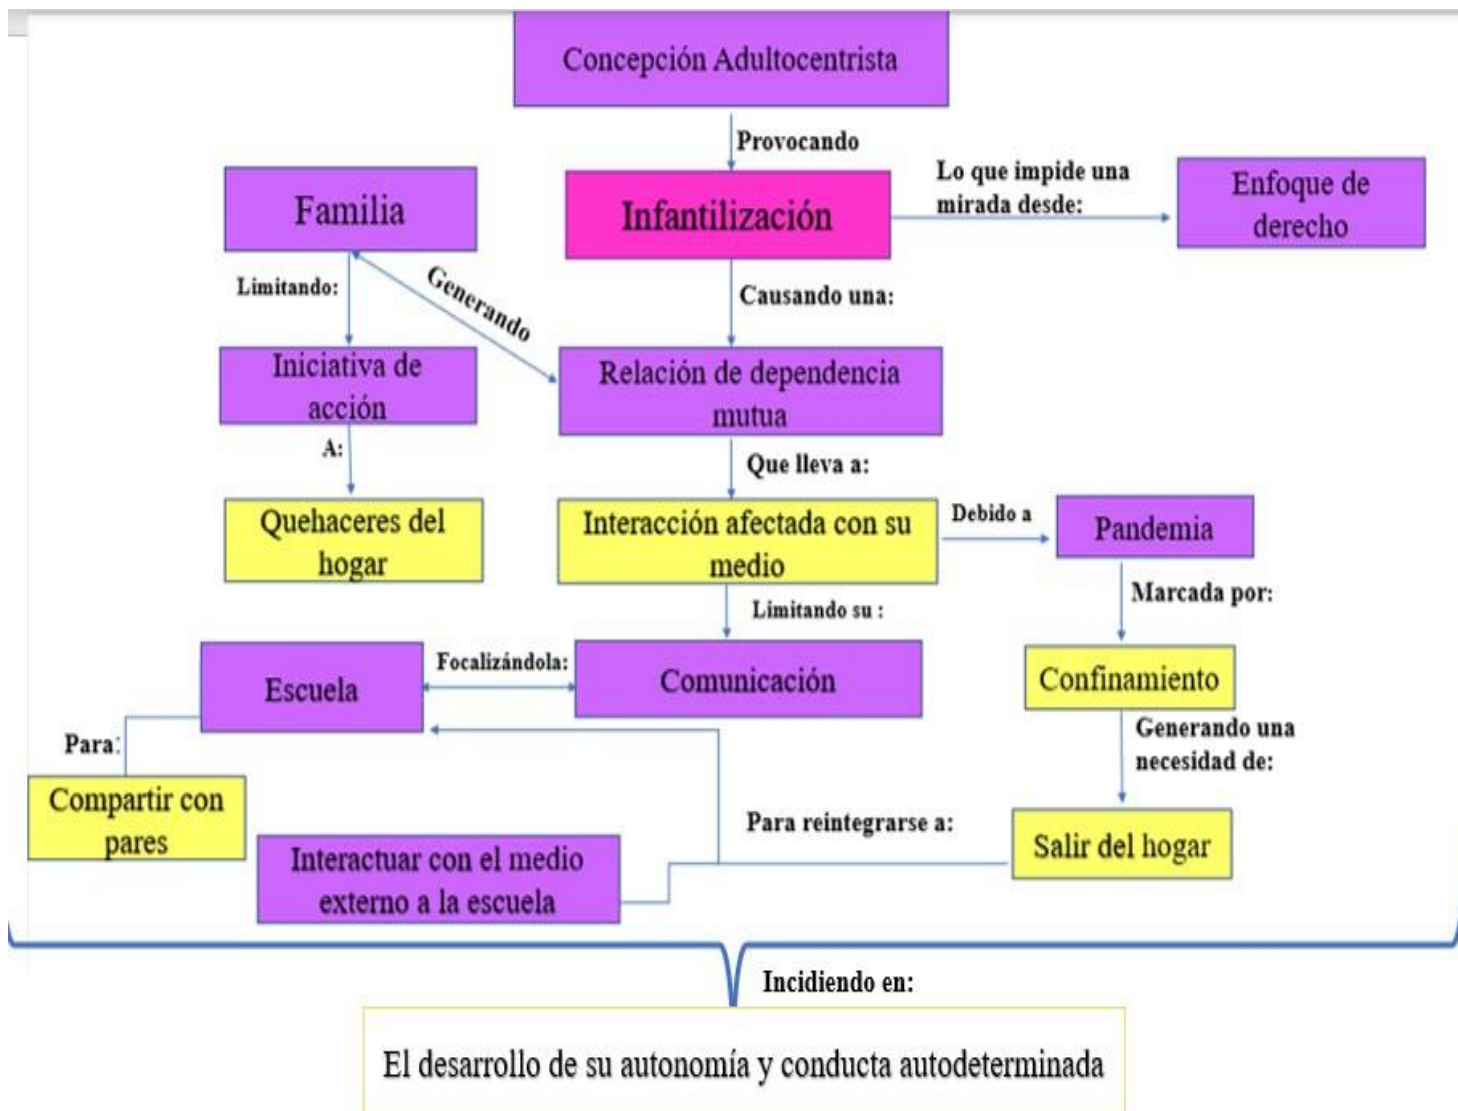 Concepción Adultocentrista
Provocando
Familia
Infantilización
Lo que impide una
mirada desde:
Enfoque de
derecho
Limitando:
Generando
Causando una:
Iniciativa de
acción
Relación de dependencia
mutua
A:
Que lleva a:
Quehaceres del
hogar
Interacción afectada con su
medio
Debido a
Pandemia
Limitando su :
Marcada por:
Escuela
Focalizándola:
Comunicación
Confinamiento
Para:
Generando una
necesidad de:
Compartir con
pares
Para reintegrarse a:
Salir del hogar
Interactuar con el medio
externo a la escuela
Incidiendo en:
El desarrollo de su autonomía y conducta autodeterminada